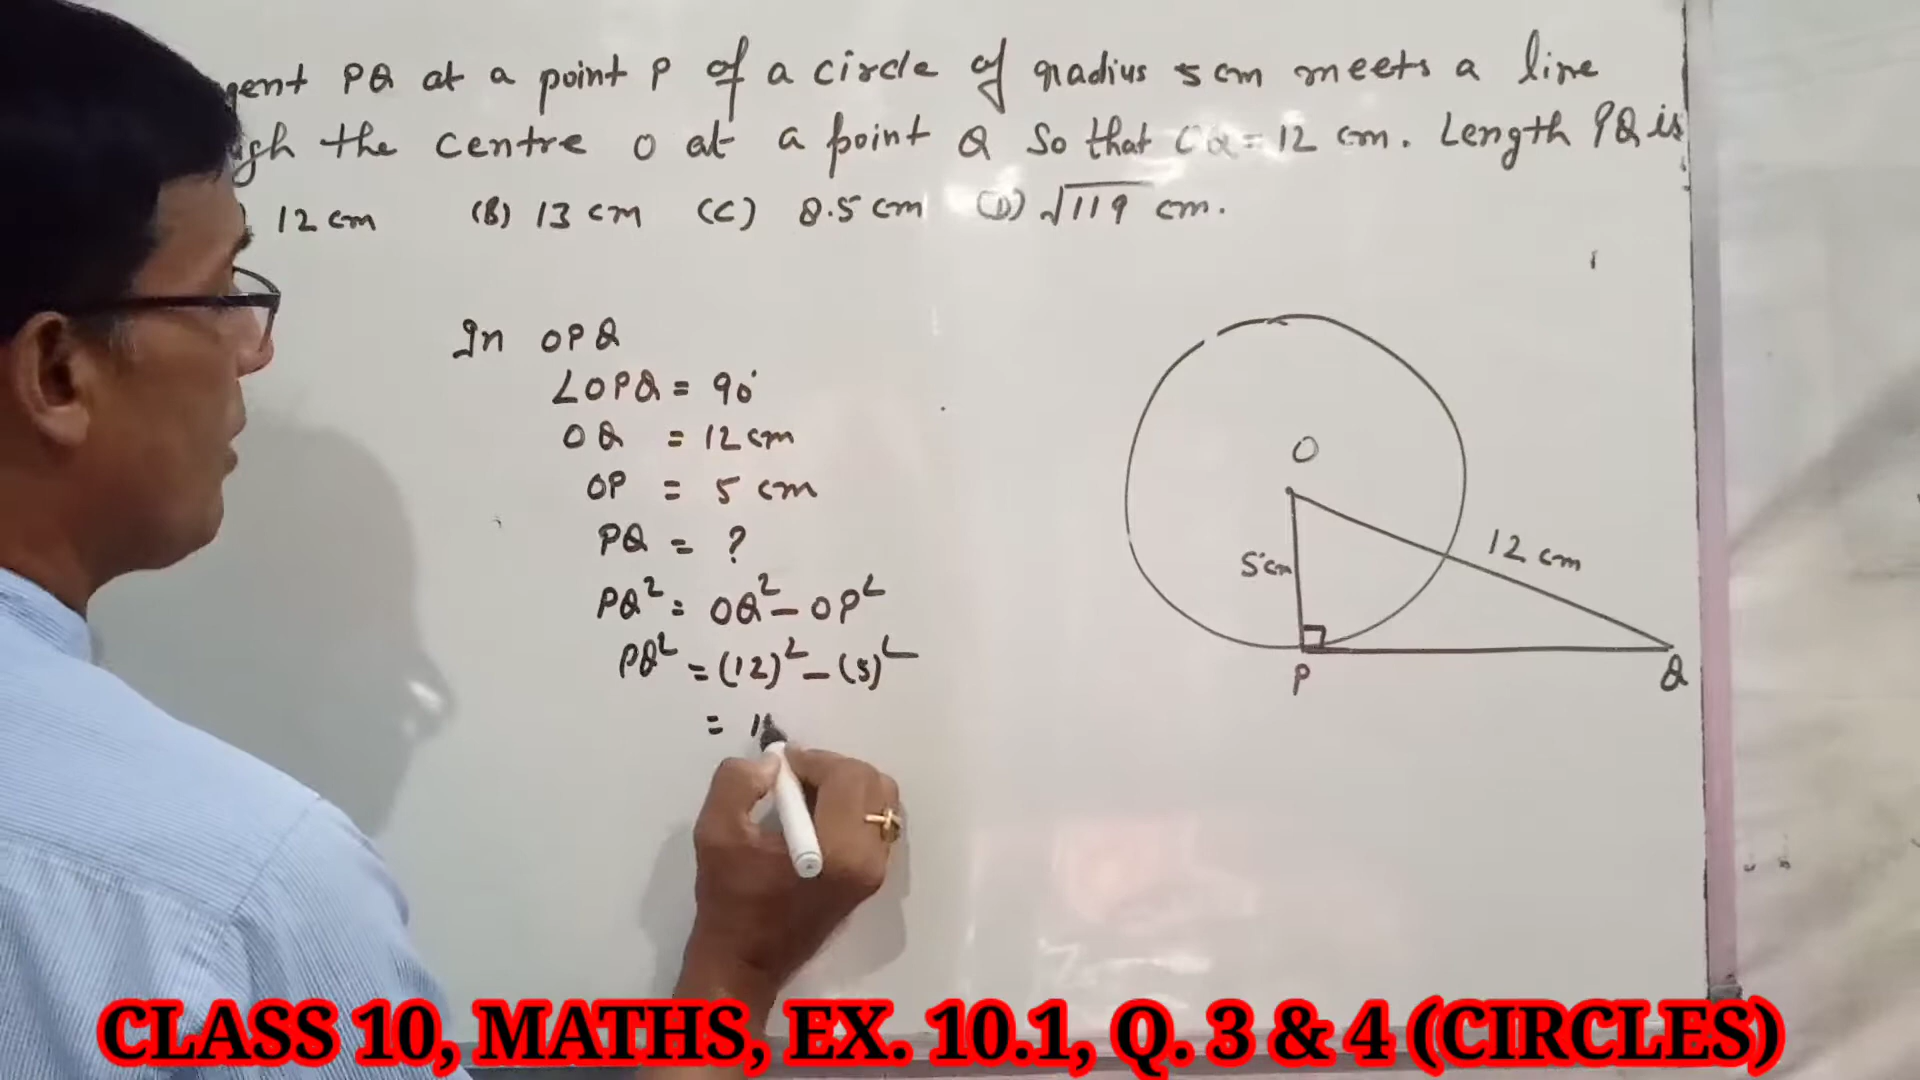 gent PQ at a point P of a circle of radius 5 cm meets a line
gh the centre O at a point Q So that OQ = 12 cm. Length PQ is
12 cm (B) 13 cm (C) 8.5 cm (D) √119 cm.
In OPQ
∠OPQ = 90°
OQ = 12 cm
OP = 5 cm
PQ = ?
PQ² = OQ² - OP²
PQ² = (12)² - (5)²
= 1
O
5cm
12 cm
P
Q
CLASS 10, MATHS, EX. 10.1, Q. 3 & 4 (CIRCLES)